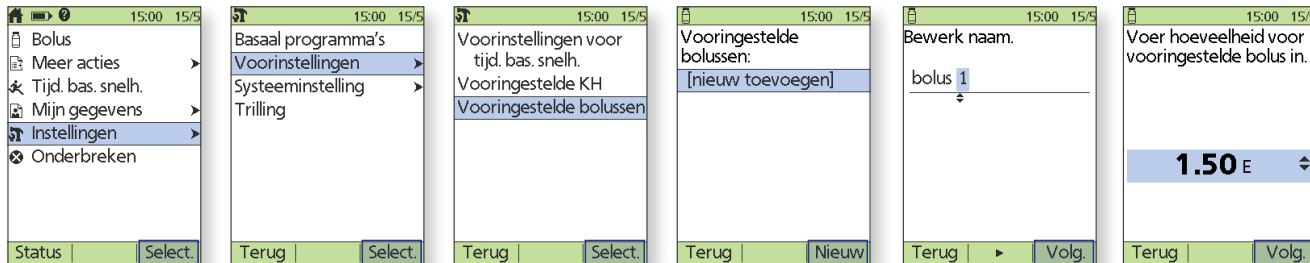 15:00 15/5
Bolus
Meer acties
Tijd. bas. snelh.
Mijn gegevens
Instellingen
Onderbreken
Status Select.
15:00 15/5
Basaal programma's
Voorinstellingen
Systeeminstelling
Trilling
Terug Select.
15:00 15/5
Voorinstellingen voor
tijd. bas. snelh.
Vooringestelde KH
Vooringestelde bolussen
Terug Select.
15:00 15/5
Vooringestelde
bolussen:
[nieuw toevoegen]
Terug Nieuw
15:00 15/5
Bewerk naam.
bolus 1
Terug Volg.
15:00 15/
Voer hoeveelheid voor
vooringestelde bolus in.
1.50 E
Terug Volg.